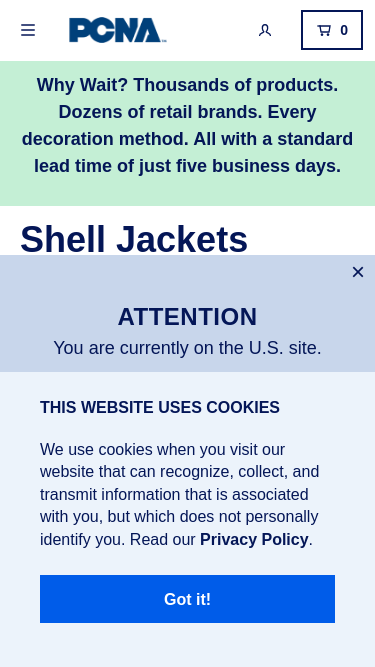 PCNA
0
Why Wait? Thousands of products.
Dozens of retail brands. Every
decoration method. All with a standard
lead time of just five business days.
Shell Jackets
ATTENTION
You are currently on the U.S. site.
THIS WEBSITE USES COOKIES
We use cookies when you visit our
website that can recognize, collect, and
transmit information that is associated
with you, but which does not personally
identify you. Read our Privacy Policy.
Got it!